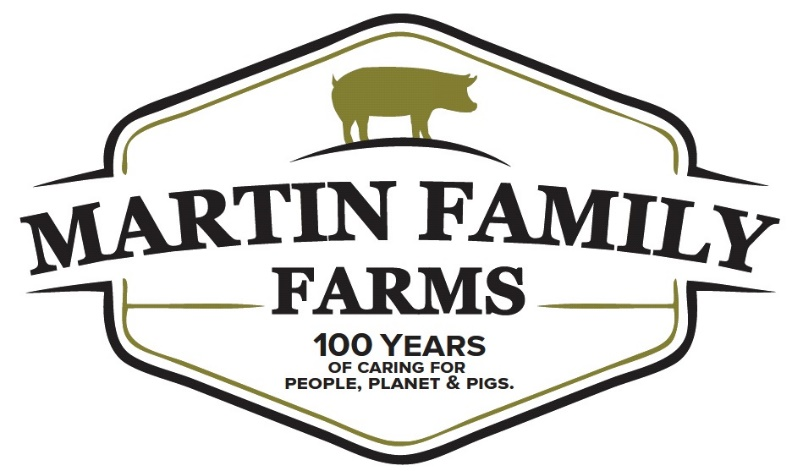 MARTIN FAMILY
FARMS
100 YEARS
OF CARING FOR
PEOPLE, PLANET & PIGS.